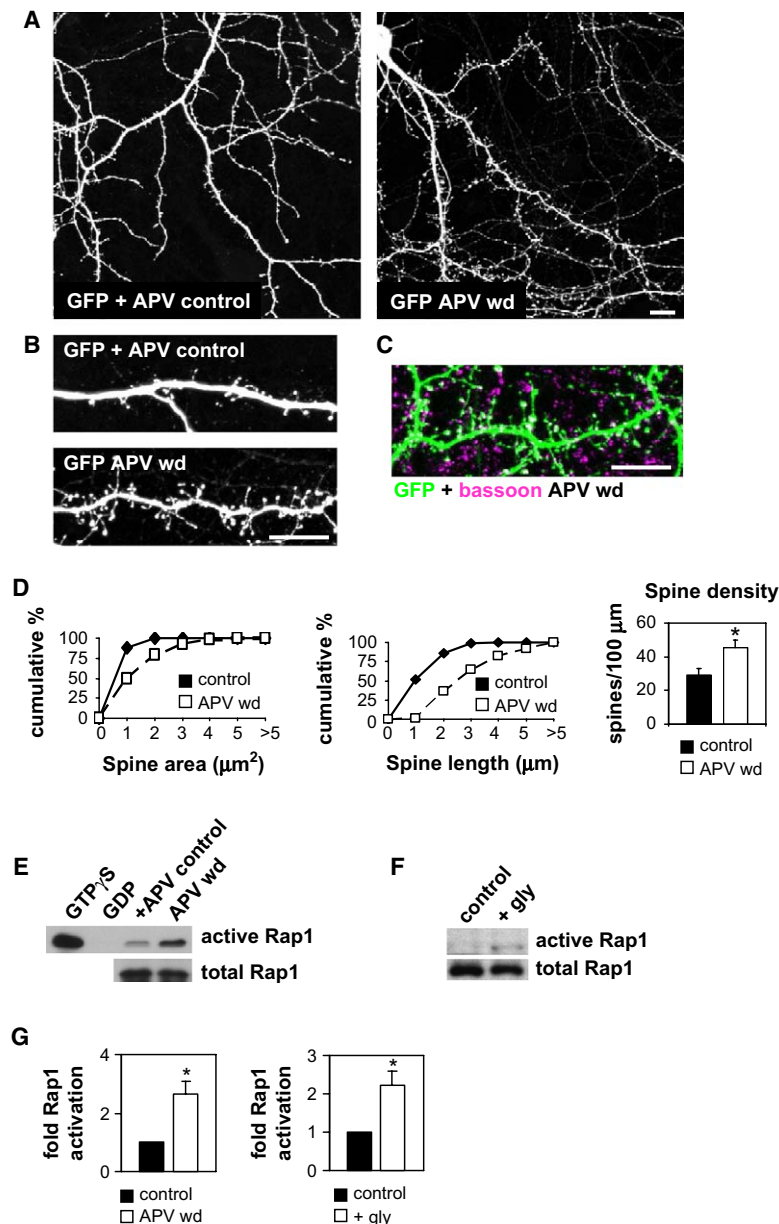 A
GFP + APV control
GFP APV wd
B
GFP + APV control
GFP APV wd
C
GFP + bassoon APV wd
D
cumulative %
100
75
50
25
0
control
APV wd
0 1 2 3 4 5 >5
Spine area (μm²)
cumulative %
100
75
50
25
0
control
APV wd
0 1 2 3 4 5 >5
Spine length (μm)
Spine density
spines/100 μm
60
40
20
0
*
control
APV wd
E
GTPγS
GDP
+APV control
APV wd
active Rap1
total Rap1
F
control
+ gly
active Rap1
total Rap1
G
fold Rap1
activation
4
2
0
*
control
APV wd
fold Rap1
activation
3
2
1
0
*
control
+ gly